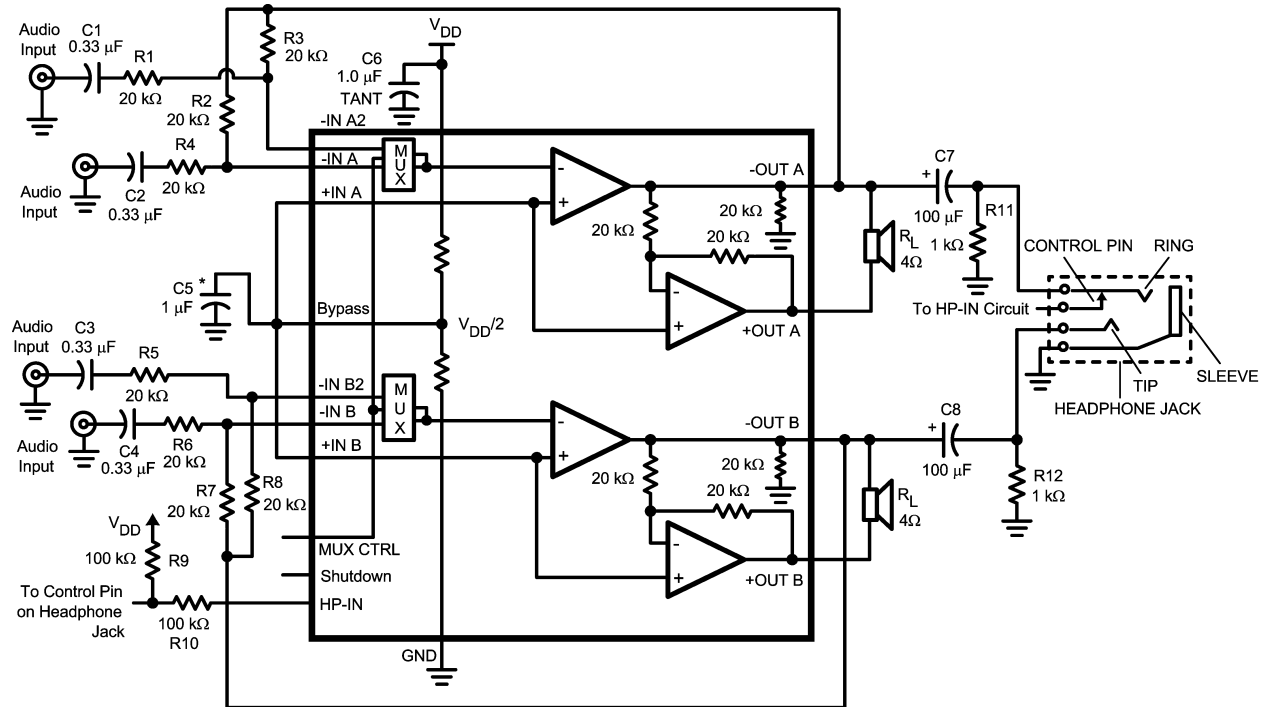 Audio
Input
C1
0.33 µF
R1
20 kΩ
R3
20 kΩ
R2
20 kΩ
R4
20 kΩ
C2
0.33 µF
Audio
Input
VDD
C6
1.0 µF
TANT
-IN A2
-IN A
+IN A
MUX
-
+
20 kΩ
20 kΩ
20 kΩ
-
+
-OUT A
+OUT A
RL
4Ω
C7
+
100 µF
R11
1 kΩ
CONTROL PIN
RING
To HP-IN Circuit
TIP
SLEEVE
HEADPHONE JACK
C5 *
1 µF
Bypass
VDD/2
Audio
Input
C3
0.33 µF
R5
20 kΩ
-IN B2
-IN B
+IN B
MUX
Audio
Input
C4
0.33 µF
R6
20 kΩ
R7
20 kΩ
R8
20 kΩ
-
+
20 kΩ
20 kΩ
20 kΩ
-
+
-OUT B
+OUT B
RL
4Ω
C8
+
100 µF
R12
1 kΩ
VDD
100 kΩ
R9
To Control Pin
on Headphone
Jack
100 kΩ
R10
MUX CTRL
Shutdown
HP-IN
GND